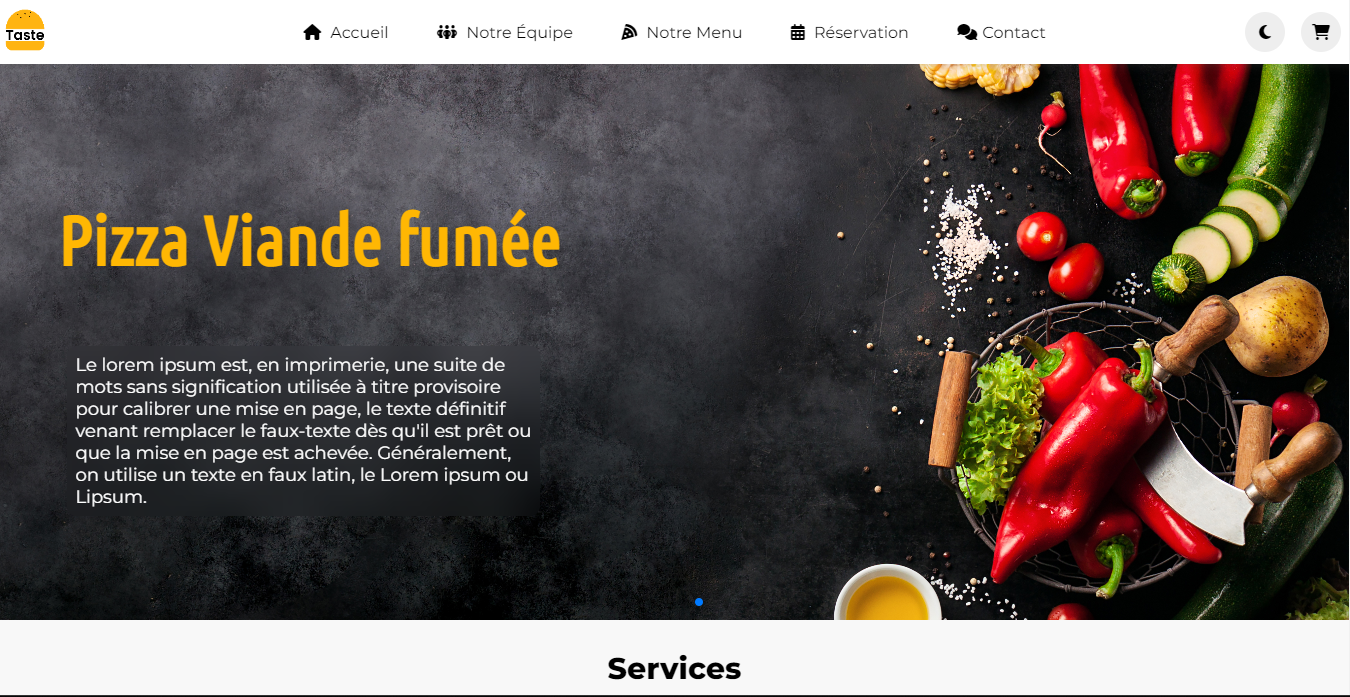 Taste
Accueil
Notre Équipe
Notre Menu
Réservation
Contact
Pizza Viande fumée
Le lorem ipsum est, en imprimerie, une suite de
mots sans signification utilisée à titre provisoire
pour calibrer une mise en page, le texte définitif
venant remplacer le faux-texte dès qu'il est prêt ou
que la mise en page est achevée. Généralement,
on utilise un texte en faux latin, le Lorem ipsum ou
Lipsum.
Services